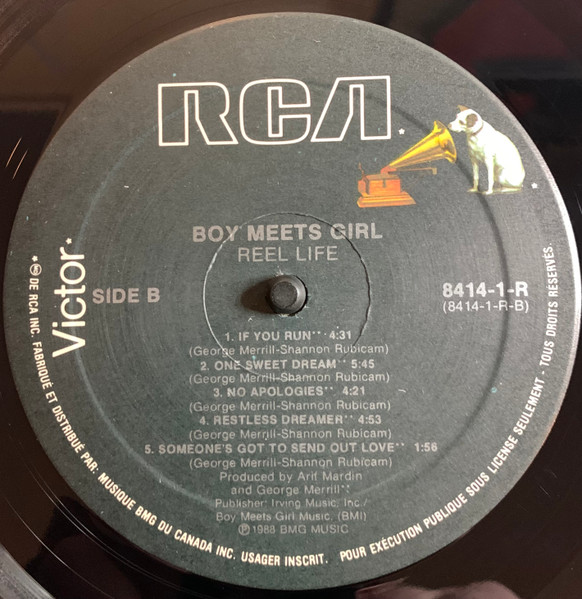 RCA
Victor.
BOY MEETS GIRL
REEL LIFE
SIDE B
8414-1-R
(8414-1-R-B)
1. IF YOU RUN** 4:31
(George Merrill-Shannon Rubicam)
2. ONE SWEET DREAM** 5:45
(George Merrill-Shannon Rubicam)
3. NO APOLOGIES** 4:21
(George Merrill-Shannon Rubicam)
4. RESTLESS DREAMER** 4:53
(George Merrill-Shannon Rubicam)
5. SOMEONE'S GOT TO SEND OUT LOVE** 1:56
(George Merrill-Shannon Rubicam)
Produced by Arif Mardin
and George Merrill**
Publisher: Irving Music, Inc./
Boy Meets Girl Music. (BMI)
℗©1988 BMG MUSIC
DE RCA INC. FABRIQUÉ ET DISTRIBUÉ PAR: MUSIQUE BMG DU CANADA INC. USAGER INSCRIT. POUR EXÉCUTION PUBLIQUE SOUS LICENSE SEULEMENT - TOUS DROITS RÉSERVÉS.